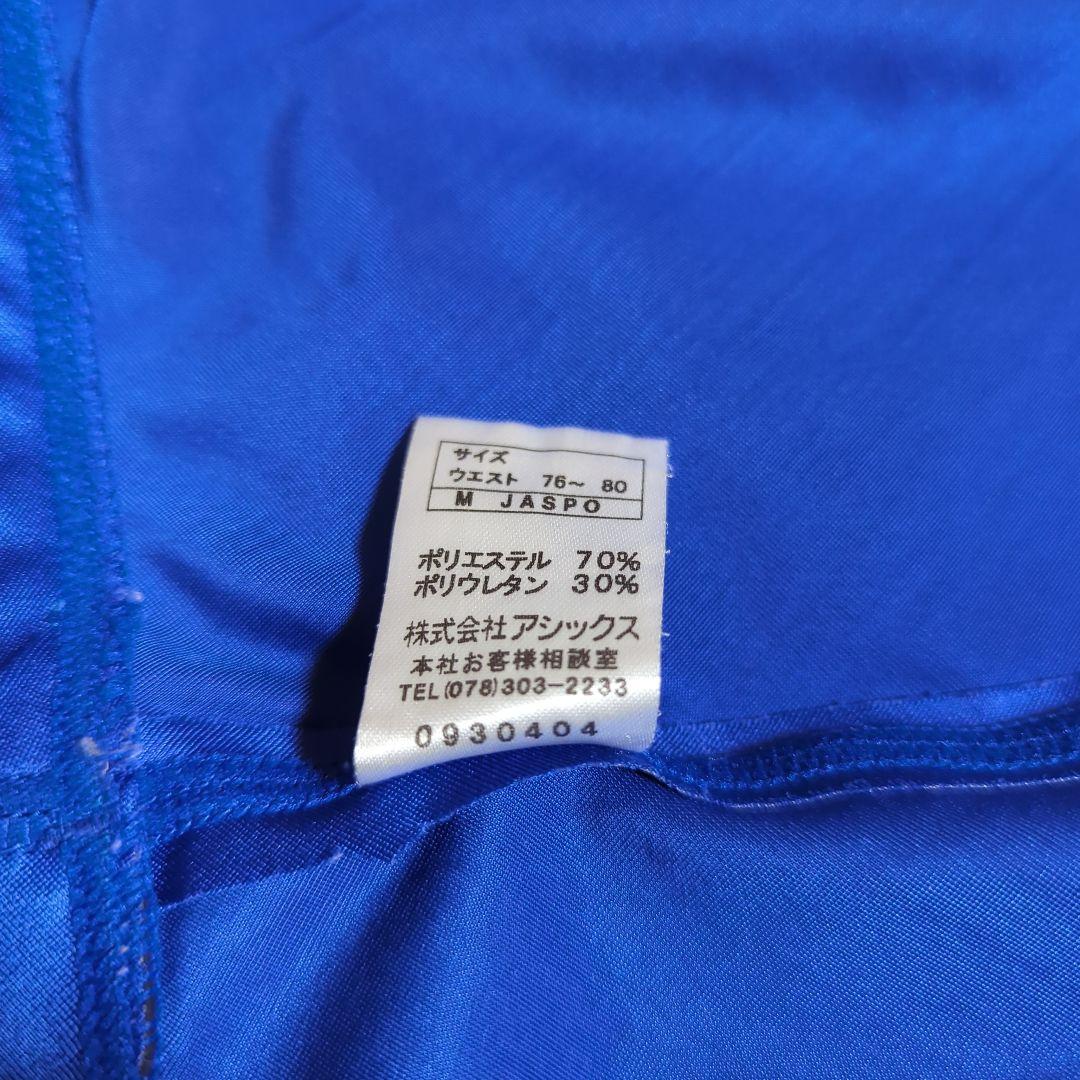 サイズ
ウエスト 76～ 80
M JASPO
ポリエステル 70%
ポリウレタン 30%
株式会社アシックス
本社お客様相談室
TEL(078)303-2233
0930404